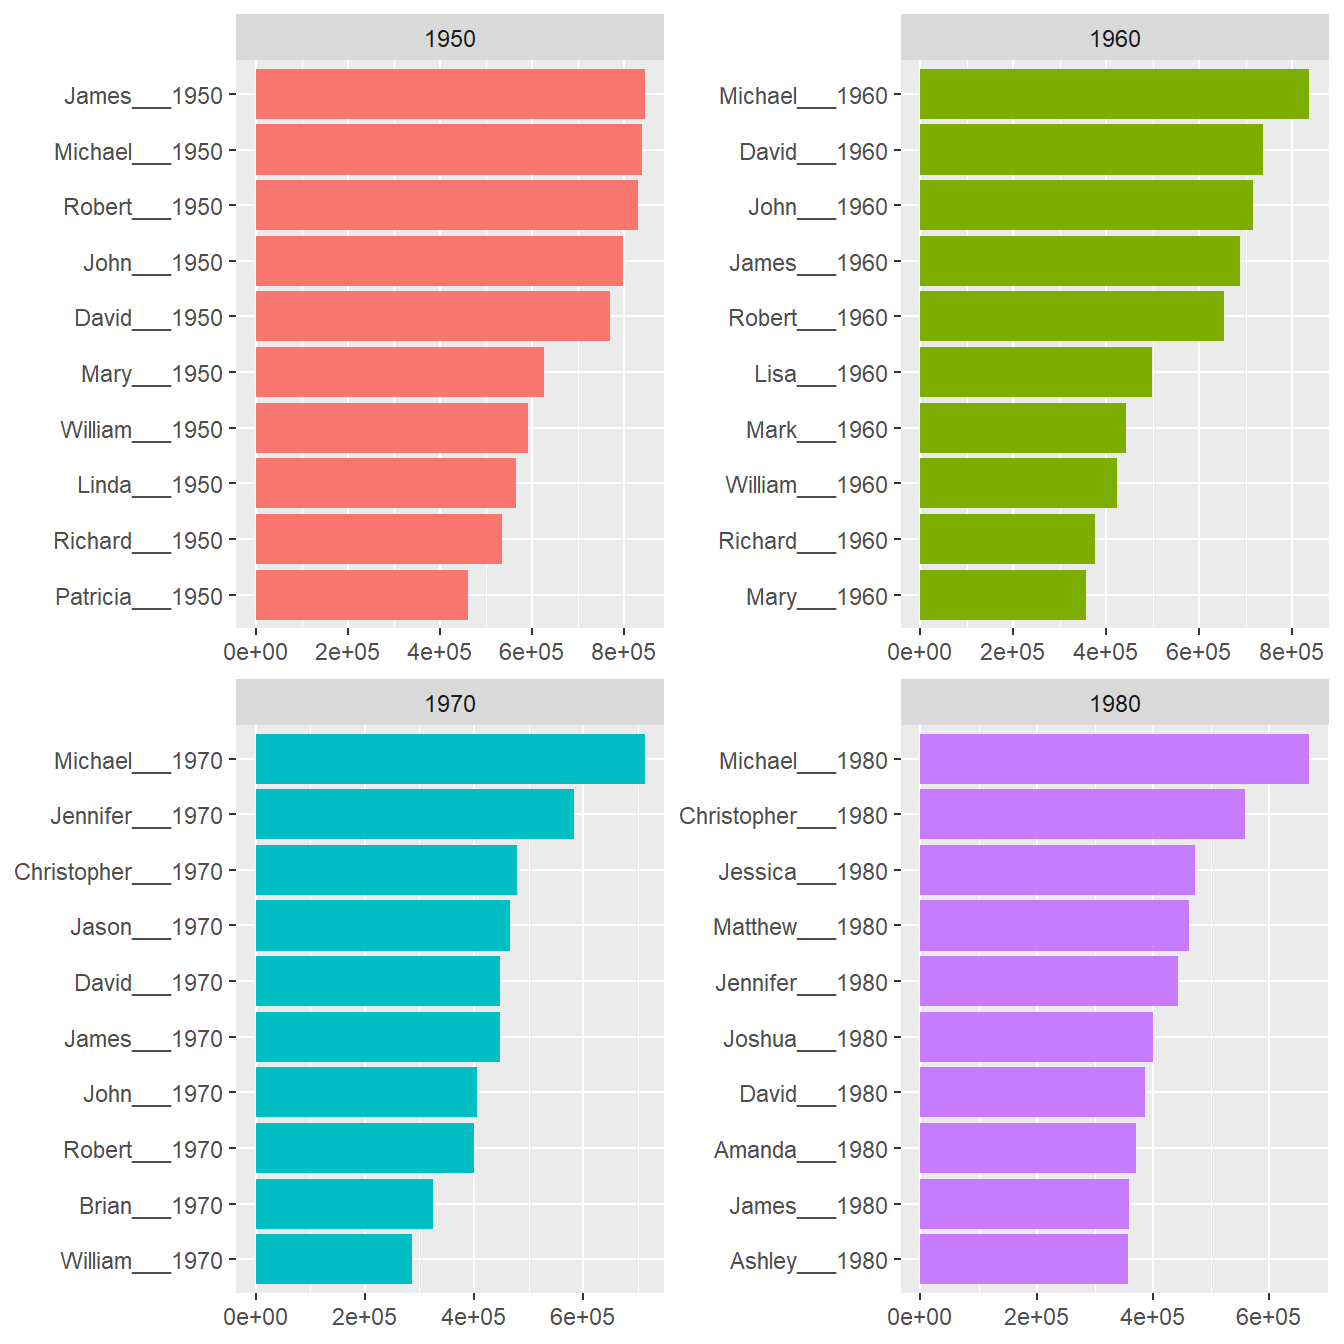 1950
James___1950
Michael___1950
Robert___1950
John___1950
David___1950
Mary___1950
William___1950
Linda___1950
Richard___1950
Patricia___1950
0e+00 2e+05 4e+05 6e+05 8e+05
1960
Michael___1960
David___1960
John___1960
James___1960
Robert___1960
Lisa___1960
Mark___1960
William___1960
Richard___1960
Mary___1960
0e+00 2e+05 4e+05 6e+05 8e+05
1970
Michael___1970
Jennifer___1970
Christopher___1970
Jason___1970
David___1970
James___1970
John___1970
Robert___1970
Brian___1970
William___1970
0e+00 2e+05 4e+05 6e+05
1980
Michael___1980
Christopher___1980
Jessica___1980
Matthew___1980
Jennifer___1980
Joshua___1980
David___1980
Amanda___1980
James___1980
Ashley___1980
0e+00 2e+05 4e+05 6e+05